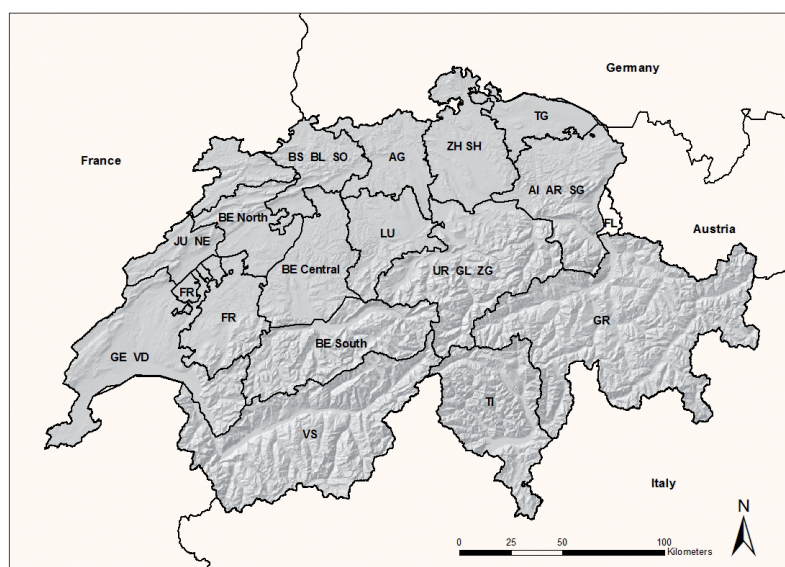 Germany
France
Austria
Italy
TG
ZH SH
BS BL SO
AG
AI AR SG
BE North
FL
JU NE
LU
BE Central
UR GL ZG
FR
FR
GR
BE South
GE VD
TI
VS
N
0 25 50 100
Kilometers